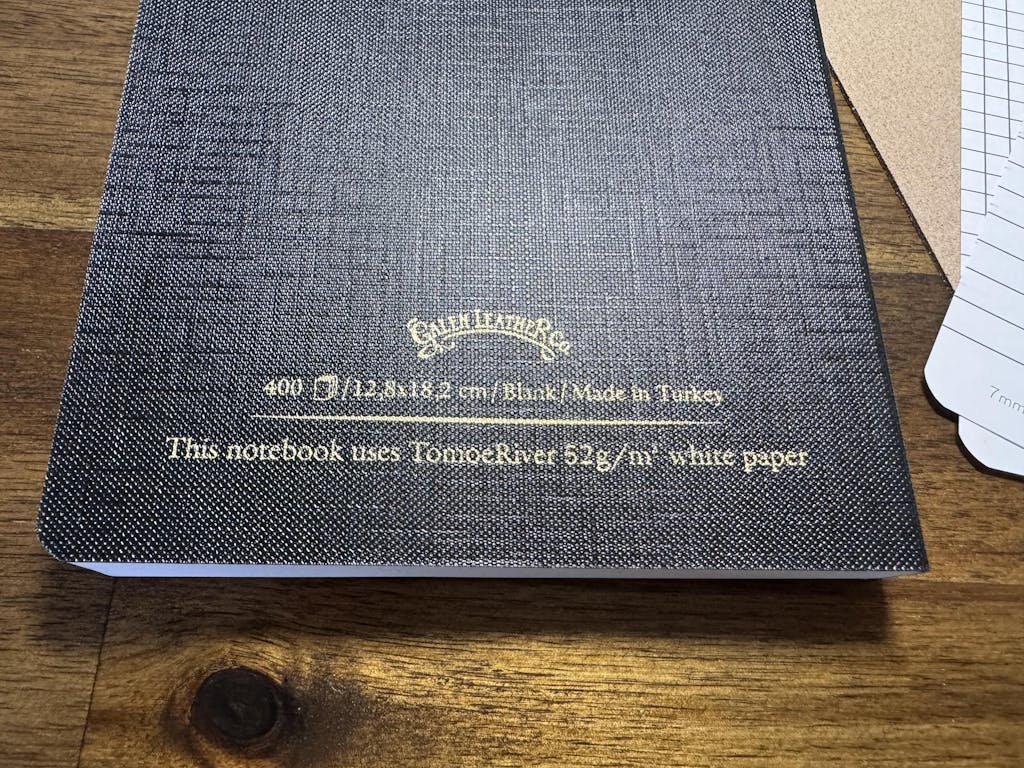 GALEN LEATHER Co
400 / 12,8x18,2 cm / Blank / Made in Turkey
This notebook uses TomoeRiver 52g/m² white paper
7mm